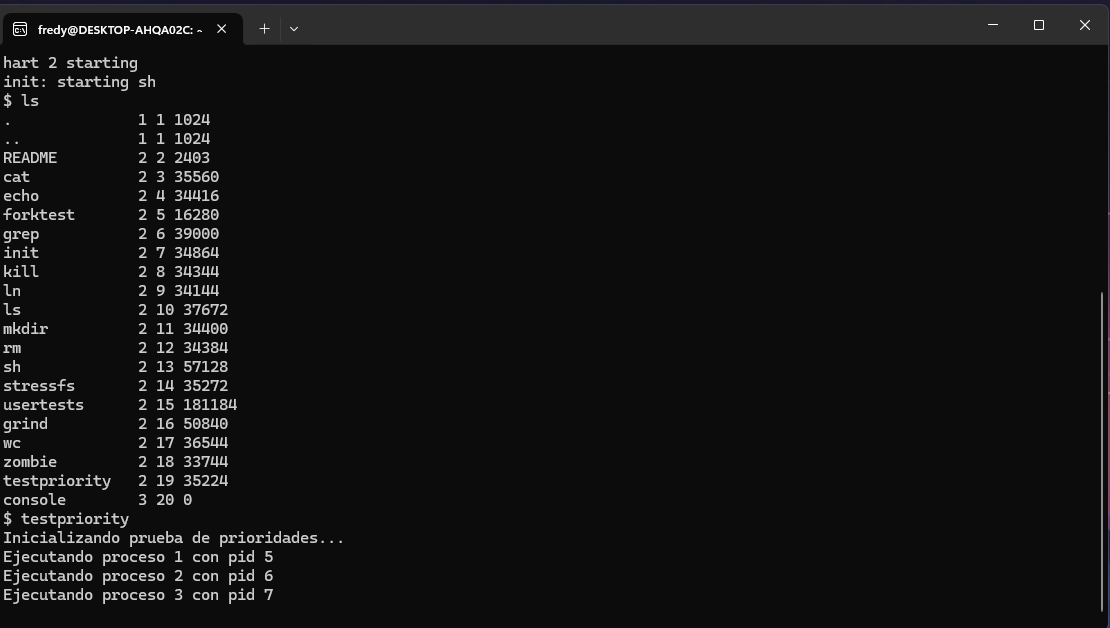 fredy@DESKTOP-AHQA02C: ~
hart 2 starting
init: starting sh
$ ls
. 1 1 1024
.. 1 1 1024
README 2 2 2403
cat 2 3 35560
echo 2 4 34416
forktest 2 5 16280
grep 2 6 39000
init 2 7 34864
kill 2 8 34344
ln 2 9 34144
ls 2 10 37672
mkdir 2 11 34400
rm 2 12 34384
sh 2 13 57128
stressfs 2 14 35272
usertests 2 15 181184
grind 2 16 50840
wc 2 17 36544
zombie 2 18 33744
testpriority 2 19 35224
console 3 20 0
$ testpriority
Inicializando prueba de prioridades...
Ejecutando proceso 1 con pid 5
Ejecutando proceso 2 con pid 6
Ejecutando proceso 3 con pid 7